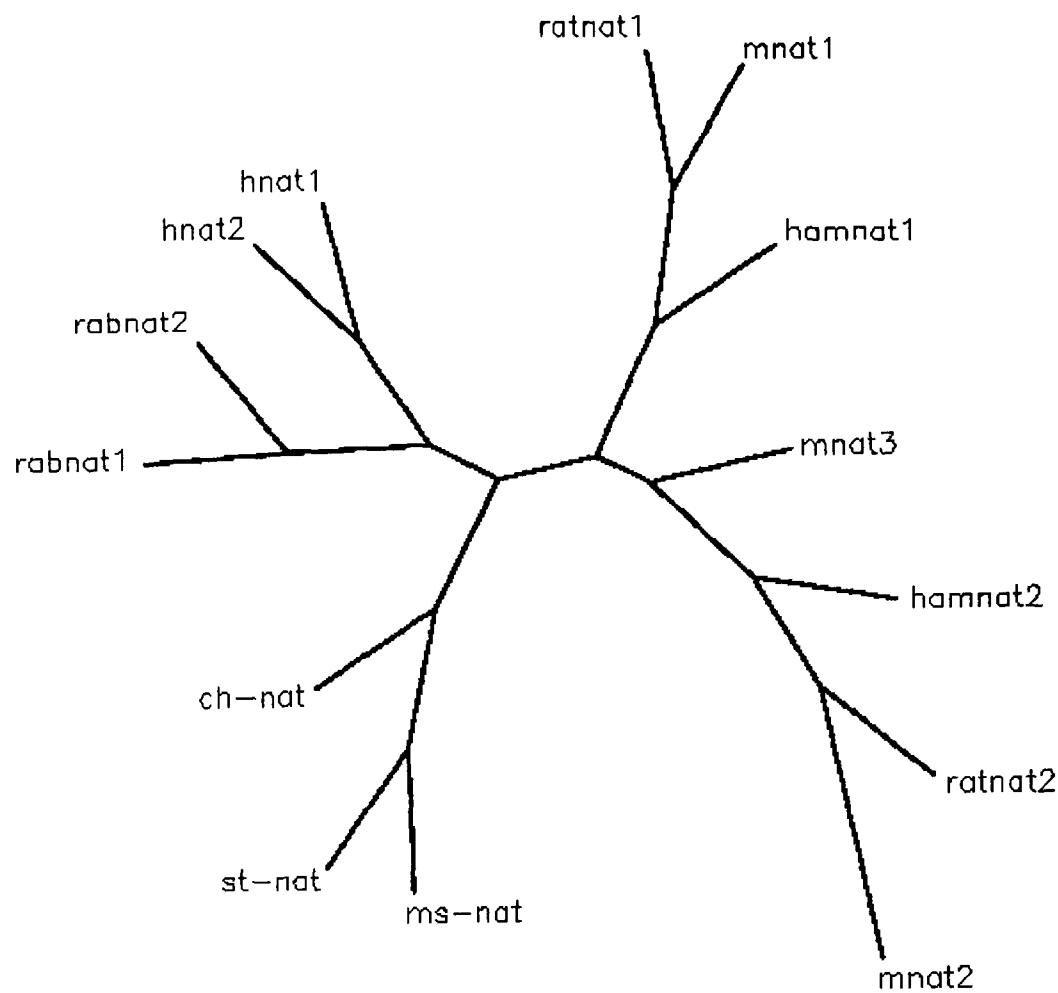 ratnat1
mnat1
hnat1
hnat2
hamnat1
rabnat2
mnat3
rabnat1
hamnat2
ch-nat
ratnat2
st-nat
ms-nat
mnat2